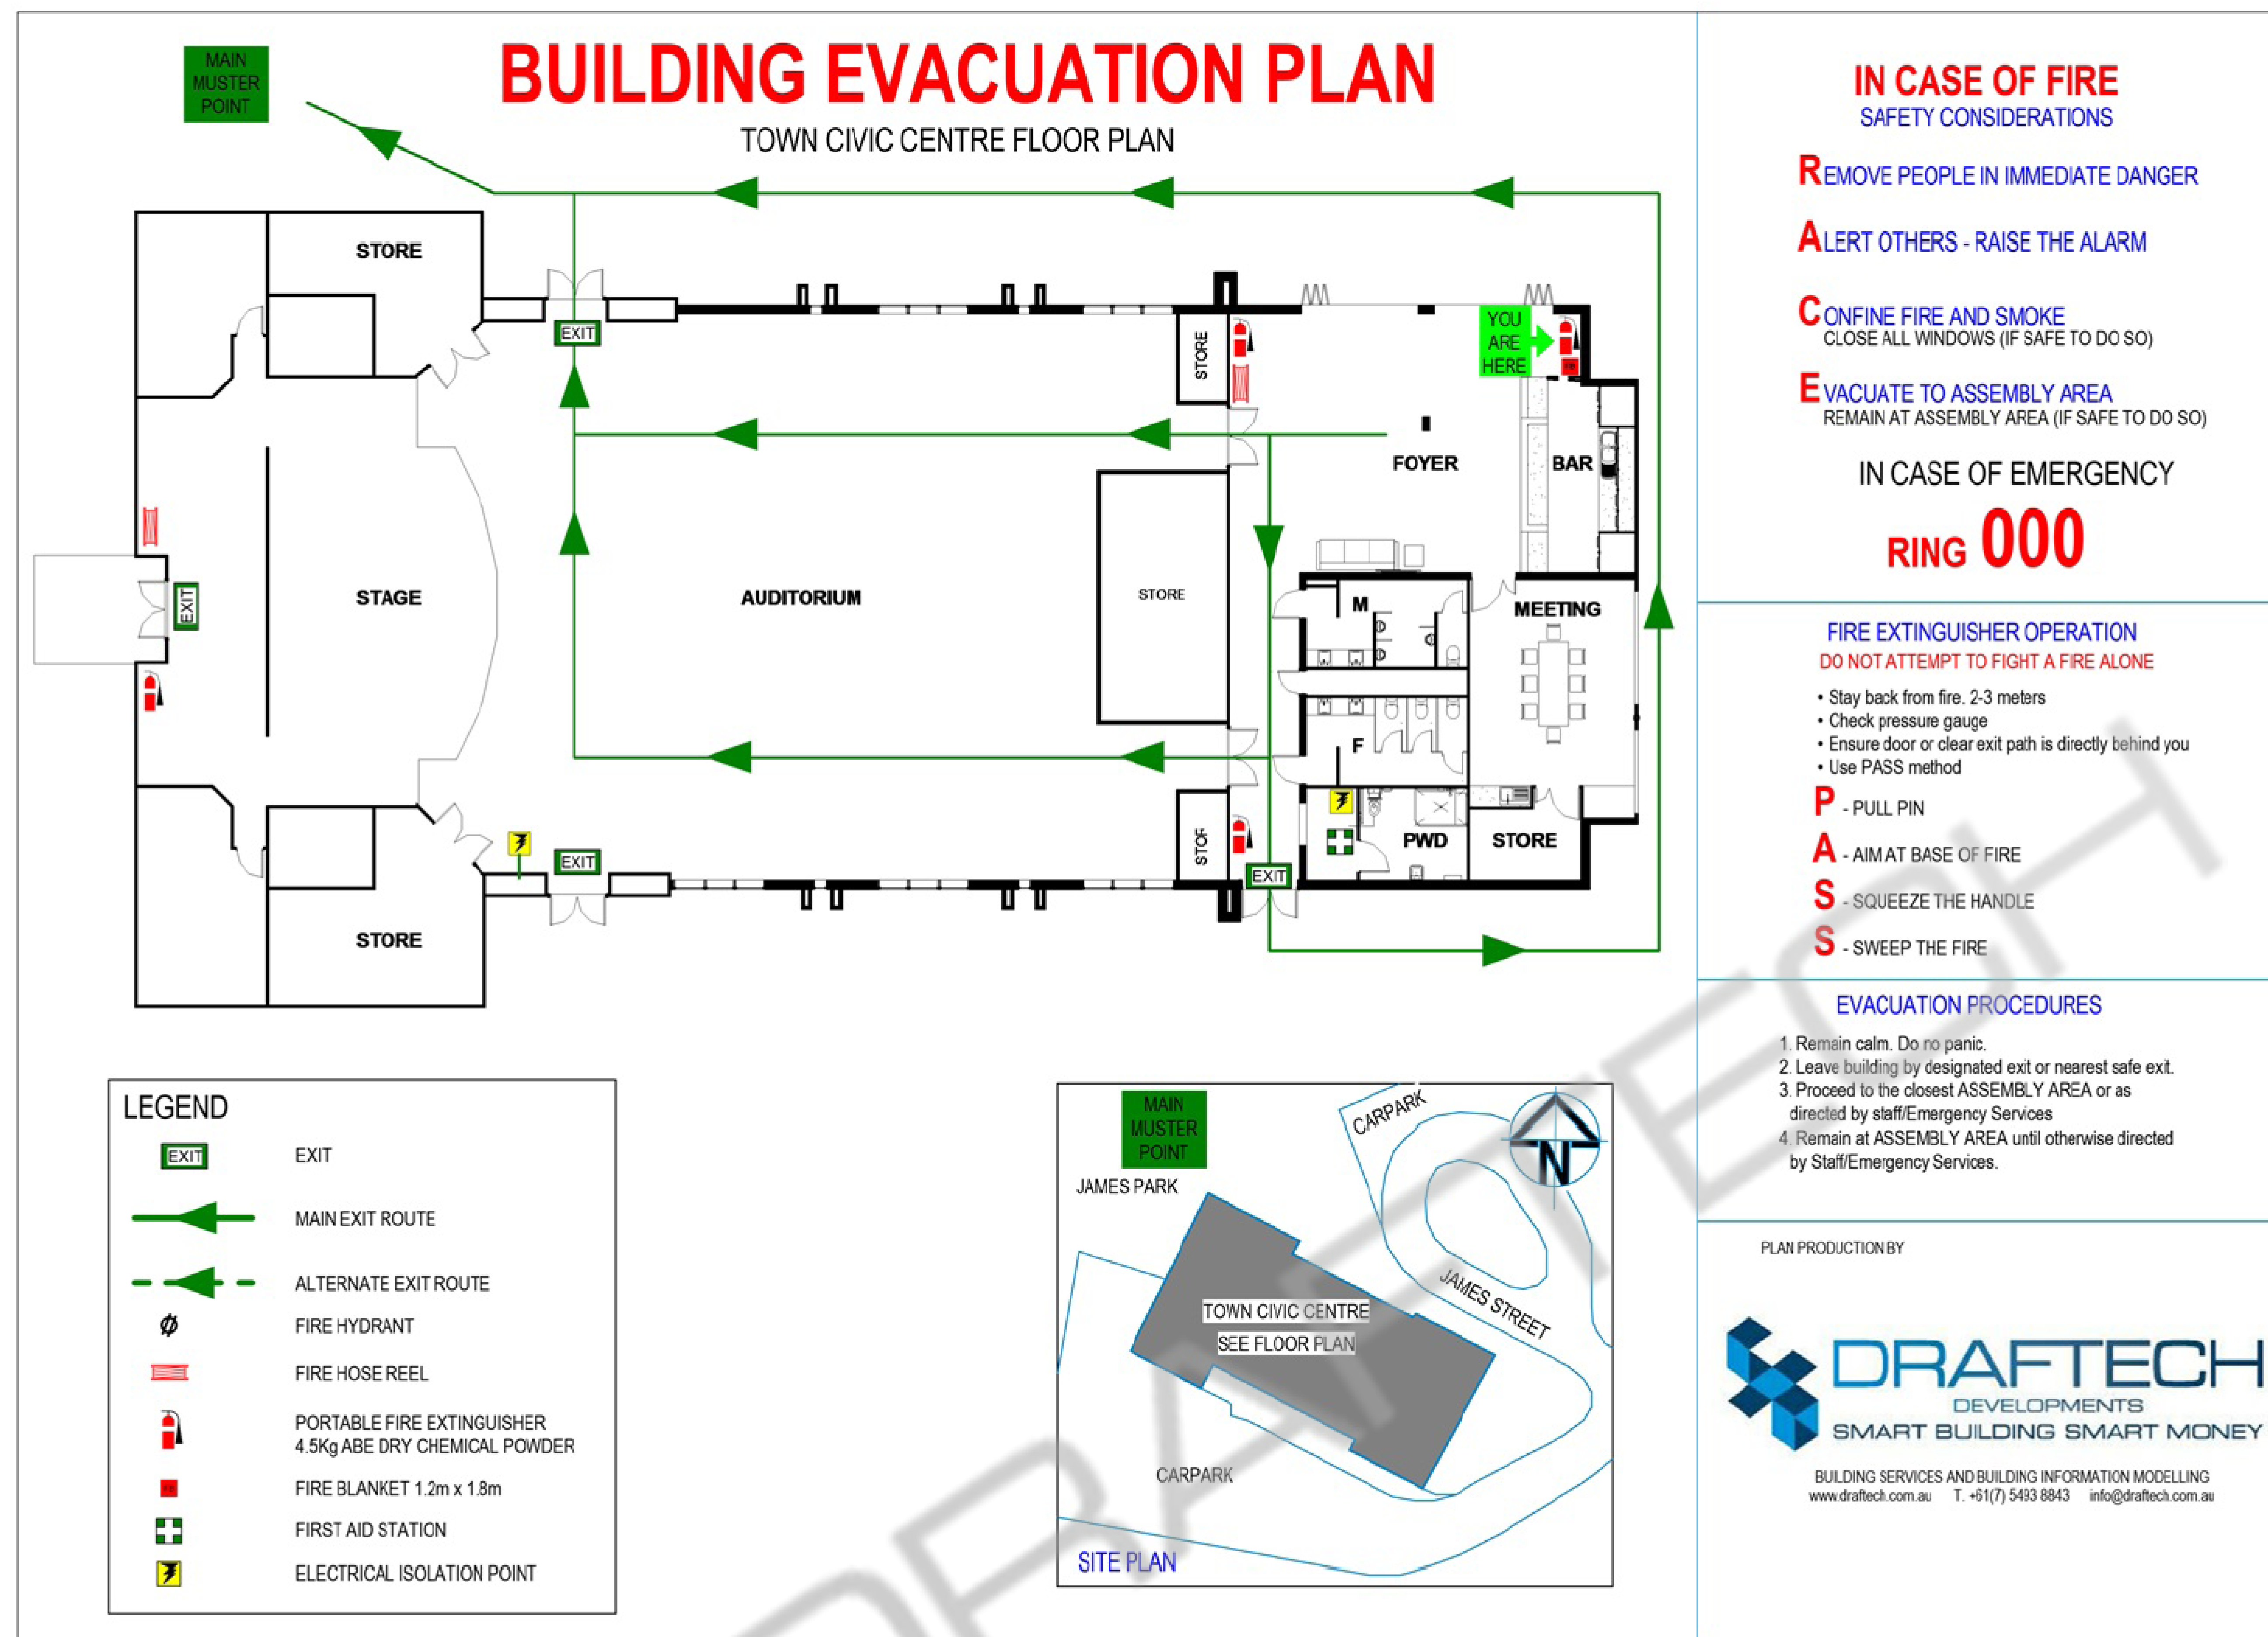 MAIN
MUSTER
POINT
BUILDING EVACUATION PLAN
TOWN CIVIC CENTRE FLOOR PLAN
STORE
EXIT
STORE
YOU
ARE
HERE
FOYER
BAR
EXIT
STAGE
AUDITORIUM
STORE
M
MEETING
F
PWD
STORE
STOR
EXIT
EXIT
STORE
LEGEND
EXIT
EXIT
MAIN EXIT ROUTE
ALTERNATE EXIT ROUTE
FIRE HYDRANT
FIRE HOSE REEL
PORTABLE FIRE EXTINGUISHER
4.5Kg ABE DRY CHEMICAL POWDER
FIRE BLANKET 1.2m x 1.8m
FIRST AID STATION
ELECTRICAL ISOLATION POINT
MAIN
MUSTER
POINT
JAMES PARK
CARPARK
N
JAMES STREET
TOWN CIVIC CENTRE
SEE FLOOR PLAN
CARPARK
SITE PLAN
IN CASE OF FIRE
SAFETY CONSIDERATIONS
REMOVE PEOPLE IN IMMEDIATE DANGER
ALERT OTHERS - RAISE THE ALARM
CONFINE FIRE AND SMOKE
CLOSE ALL WINDOWS (IF SAFE TO DO SO)
EVACUATE TO ASSEMBLY AREA
REMAIN AT ASSEMBLY AREA (IF SAFE TO DO SO)
IN CASE OF EMERGENCY
RING 000
FIRE EXTINGUISHER OPERATION
DO NOT ATTEMPT TO FIGHT A FIRE ALONE
• Stay back from fire. 2-3 meters
• Check pressure gauge
• Ensure door or clear exit path is directly behind you
• Use PASS method
P - PULL PIN
A - AIM AT BASE OF FIRE
S - SQUEEZE THE HANDLE
S - SWEEP THE FIRE
EVACUATION PROCEDURES
1. Remain calm. Do no panic.
2. Leave building by designated exit or nearest safe exit.
3. Proceed to the closest ASSEMBLY AREA or as
directed by staff/Emergency Services
4. Remain at ASSEMBLY AREA until otherwise directed
by Staff/Emergency Services.
PLAN PRODUCTION BY
DRAFTECH
DEVELOPMENTS
SMART BUILDING SMART MONEY
BUILDING SERVICES AND BUILDING INFORMATION MODELLING
www.draftech.com.au T. +61(7) 5493 8843 info@draftech.com.au
DRAFTECH